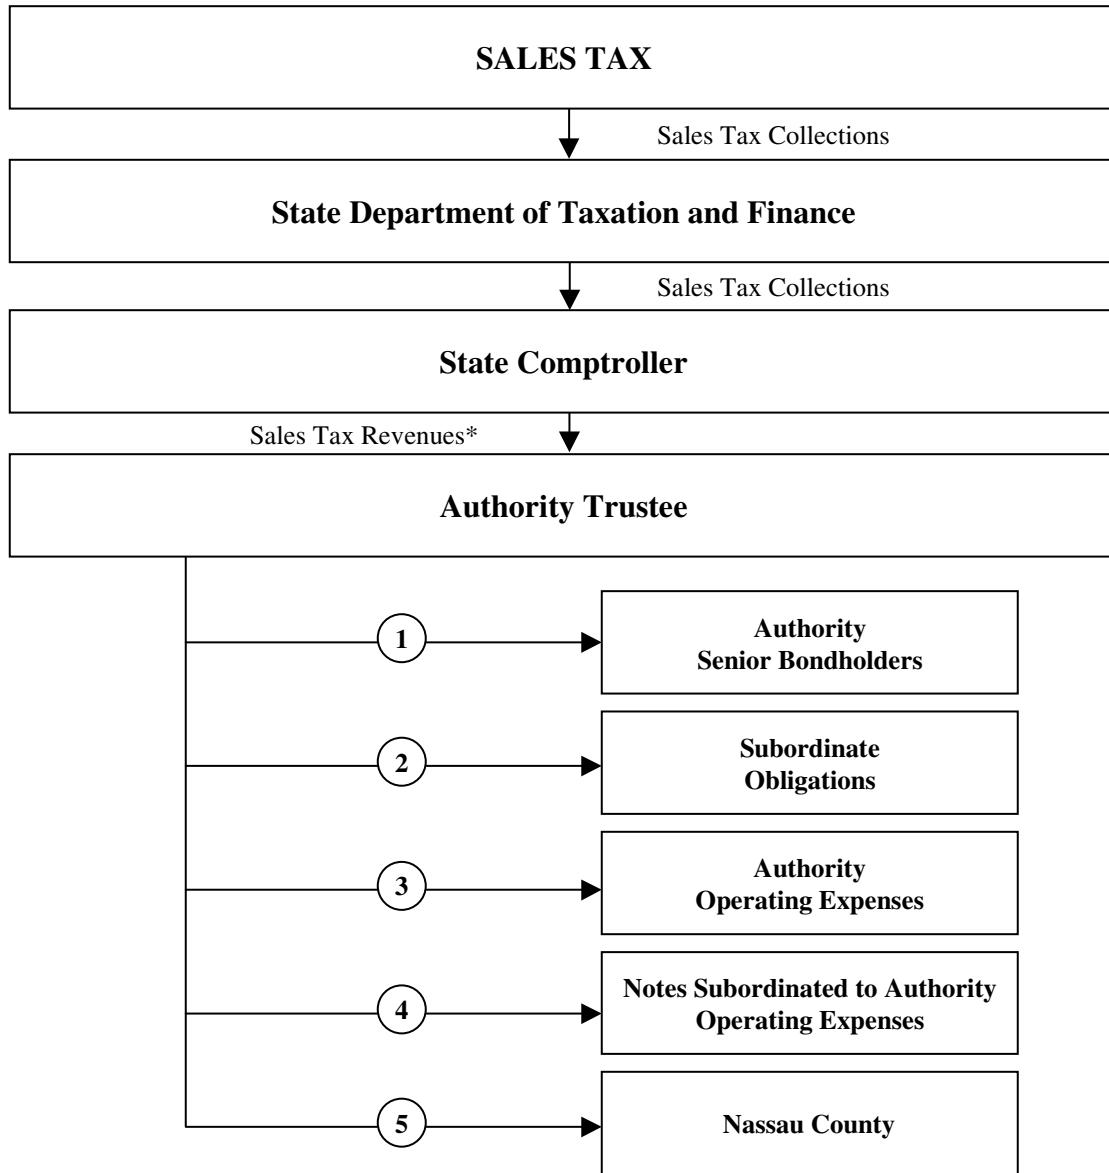 SALES TAX
Sales Tax Collections
State Department of Taxation and Finance
Sales Tax Collections
State Comptroller
Sales Tax Revenues*
Authority Trustee
1
Authority
Senior Bondholders
2
Subordinate
Obligations
3
Authority
Operating Expenses
4
Notes Subordinated to Authority
Operating Expenses
5
Nassau County